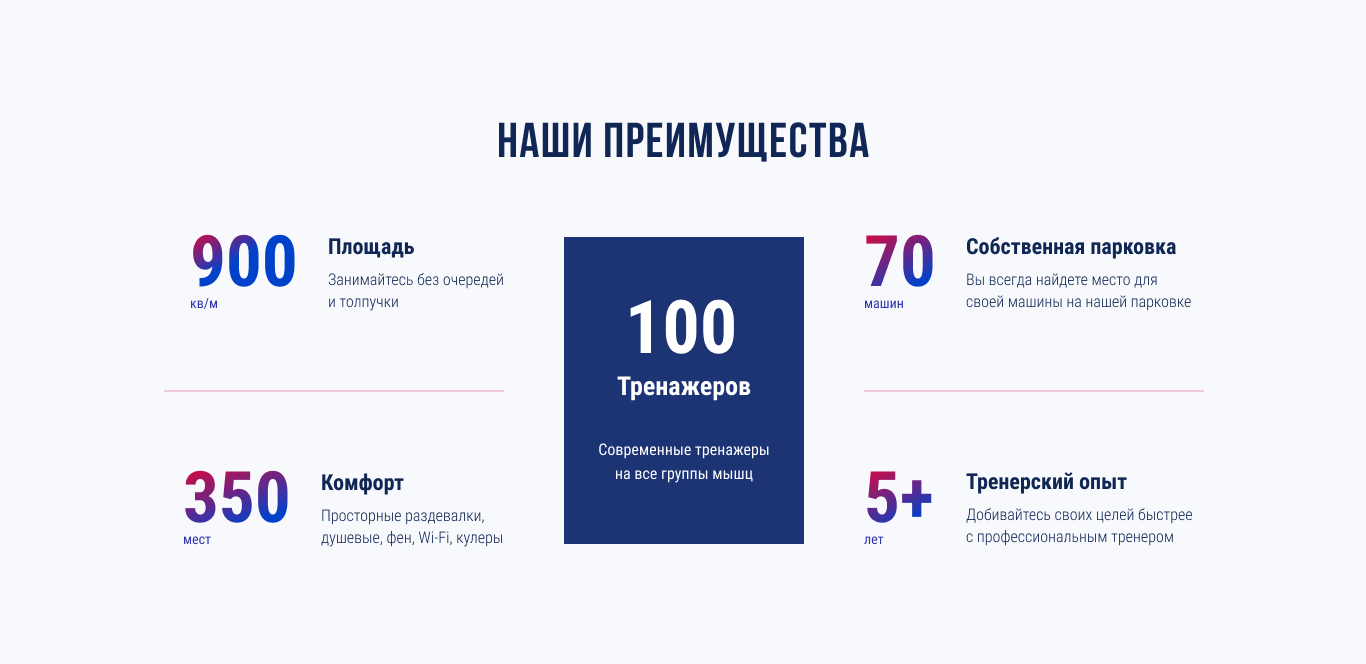 НАШИ ПРЕИМУЩЕСТВА
900
кв/м
Площадь
Занимайтесь без очередей
и толпучки
350
мест
Комфорт
Просторные раздевалки,
душевые, фен, Wi-Fi, кулеры
100
Тренажеров
Современные тренажеры
на все группы мышц
70
машин
Собственная парковка
Вы всегда найдете место для
своей машины на нашей парковке
5+
лет
Тренерский опыт
Добивайтесь своих целей быстрее
с профессиональным тренером